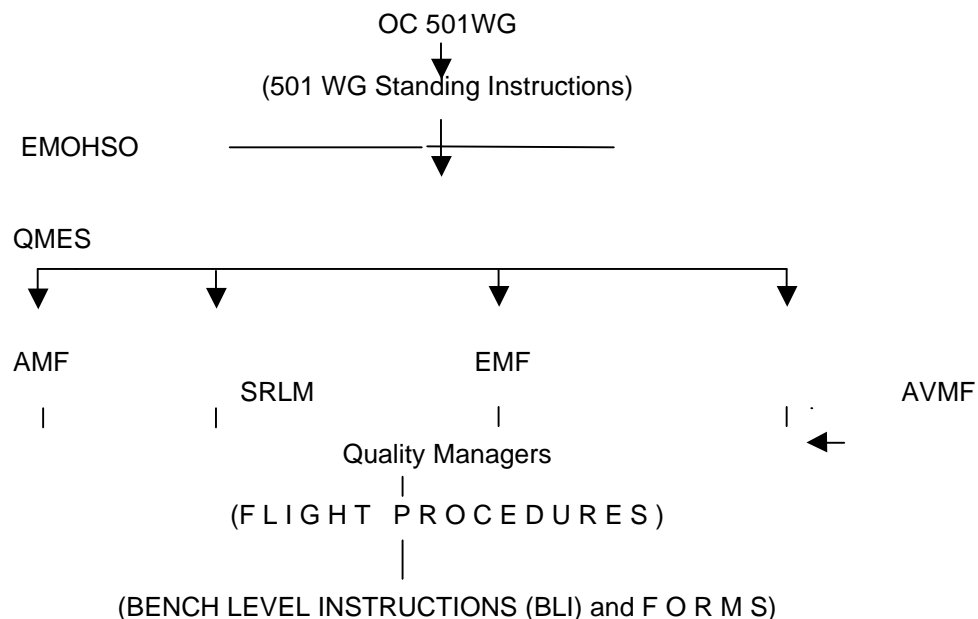 OC 501WG
(501 WG Standing Instructions)
EMOHSO
QMES
AMF EMF
SRLM AVMF
Quality Managers
(F L I G H T P R O C E D U R E S )
(BENCH LEVEL INSTRUCTIONS (BLI) and F O R M S)